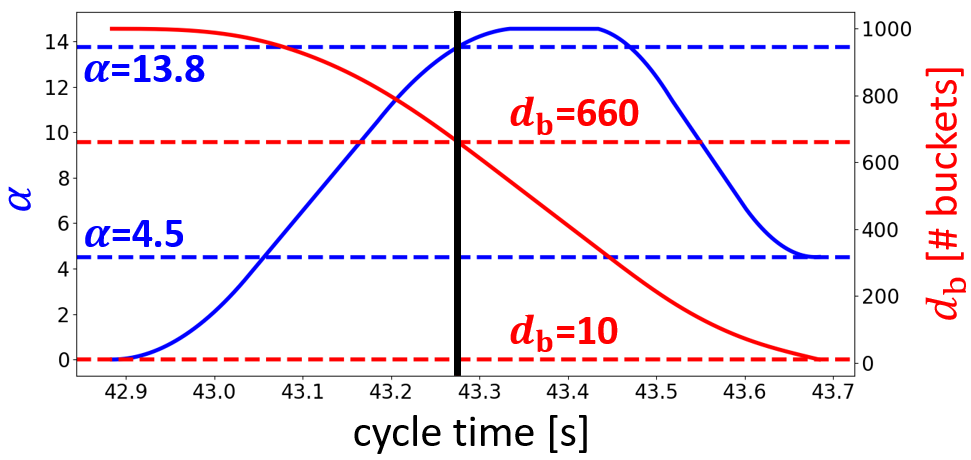 14
12
10
8
6
4
2
0
α
α=13.8
α=4.5
d_b=660
d_b=10
1000
800
600
400
200
0
d_b [# buckets]
42.9 43.0 43.1 43.2 43.3 43.4 43.5 43.6 43.7
cycle time [s]